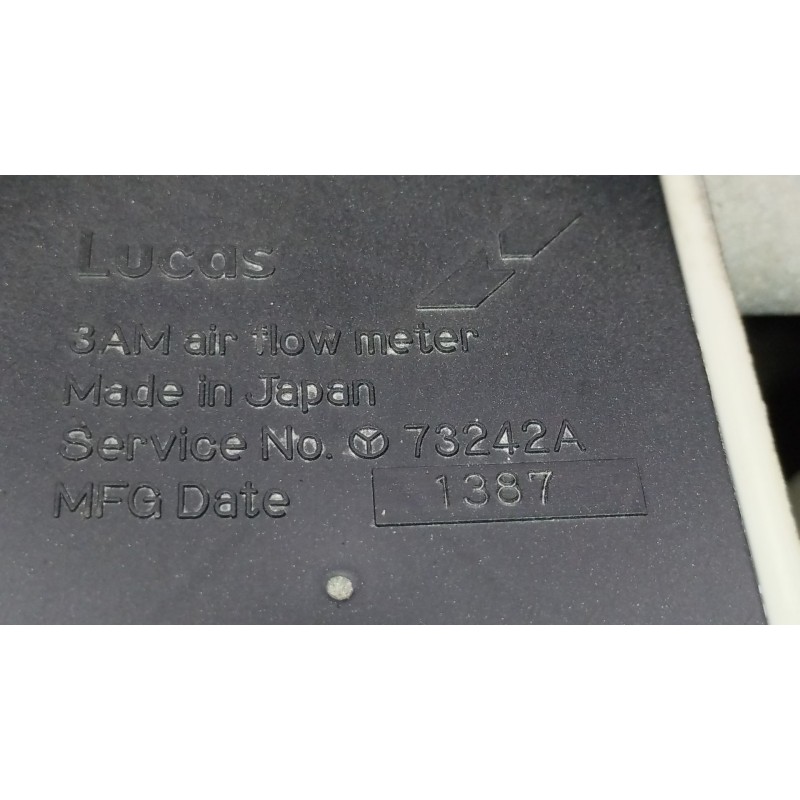 Lucas
3AM air flow meter
Made in Japan
Service No. 73242A
MFG Date 1387